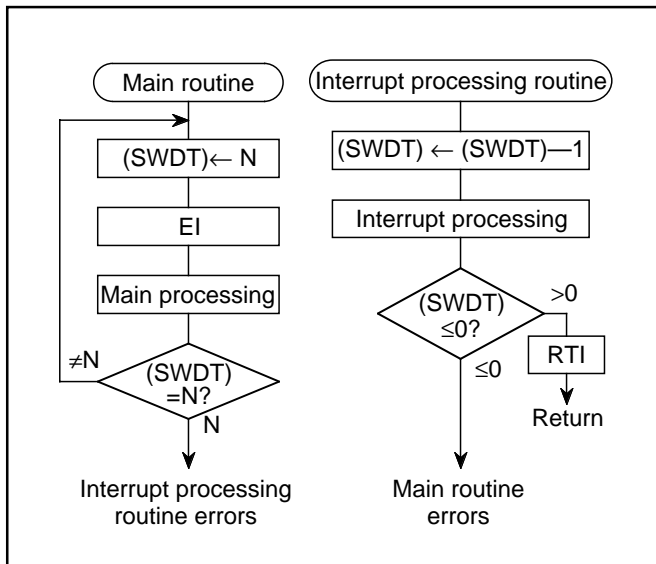 Main routine
(SWDT)← N
EI
Main processing
≠N
(SWDT)
=N?
N
Interrupt processing
routine errors
Interrupt processing routine
(SWDT) ← (SWDT)—1
Interrupt processing
>0
(SWDT)
≤0?
≤0
RTI
Return
Main routine
errors